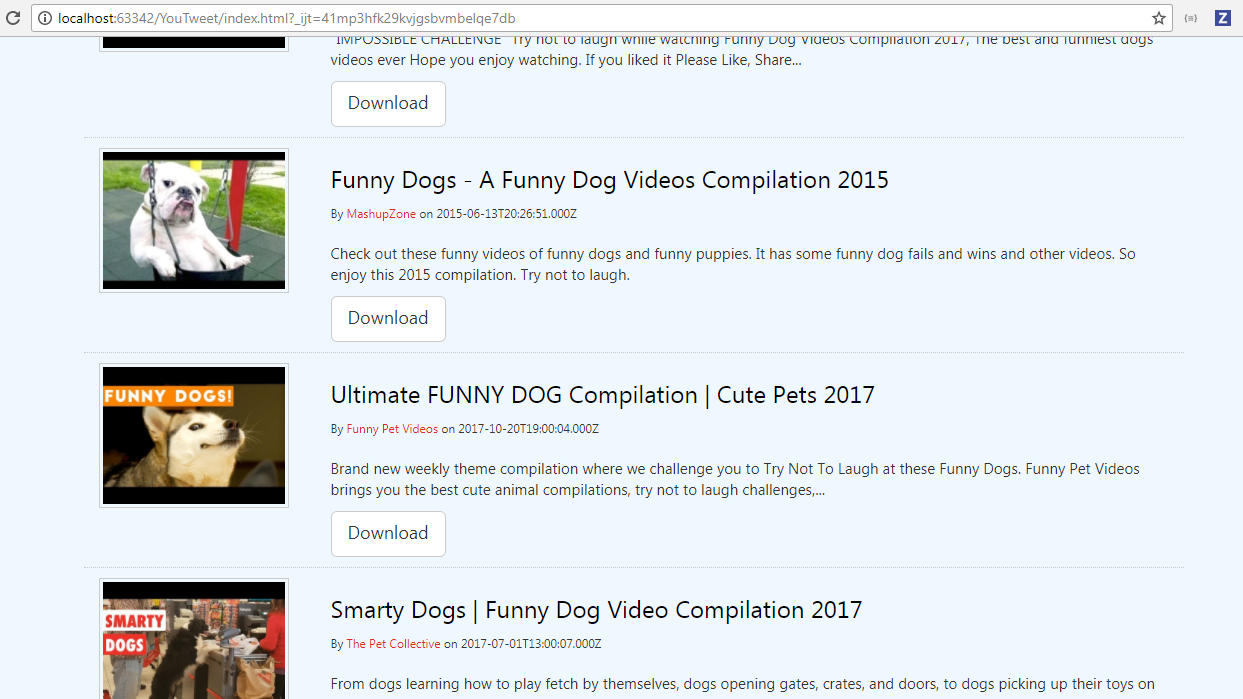 localhost:63342/YouTweet/index.html?_ijt=41mp3hfk29kvjgsbvmbelqe7db
Z
"IMPOSSIBLE CHALLENGE" Try not to laugh while watching Funny Dog Videos Compilation 2017, The best and funniest dogs
videos ever Hope you enjoy watching. If you liked it Please Like, Share...
Download
Funny Dogs - A Funny Dog Videos Compilation 2015
By MashupZone on 2015-06-13T20:26:51.000Z
Check out these funny videos of funny dogs and funny puppies. It has some funny dog fails and wins and other videos. So
enjoy this 2015 compilation. Try not to laugh.
Download
FUNNY DOGS!
Ultimate FUNNY DOG Compilation | Cute Pets 2017
By Funny Pet Videos on 2017-10-20T19:00:04.000Z
Brand new weekly theme compilation where we challenge you to Try Not To Laugh at these Funny Dogs. Funny Pet Videos
brings you the best cute animal compilations, try not to laugh challenges,...
Download
SMARTY
DOGS
Smarty Dogs | Funny Dog Video Compilation 2017
By The Pet Collective on 2017-07-01T13:00:07.000Z
From dogs learning how to play fetch by themselves, dogs opening gates, crates, and doors, to dogs picking up their toys on